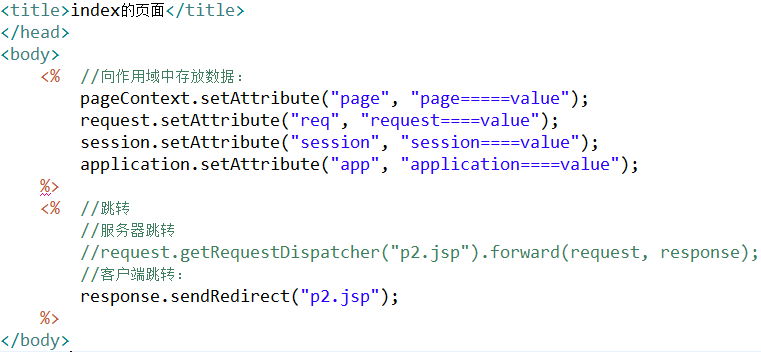 <title>index的页面</title>
</head>
<body>
<% //向作用域中存放数据：
pageContext.setAttribute("page", "page=====value");
request.setAttribute("req", "request====value");
session.setAttribute("session", "session====value");
application.setAttribute("app", "application====value");
%>
<% //跳转
//服务器跳转
//request.getRequestDispatcher("p2.jsp").forward(request, response);
//客户端跳转：
response.sendRedirect("p2.jsp");
%>
</body>